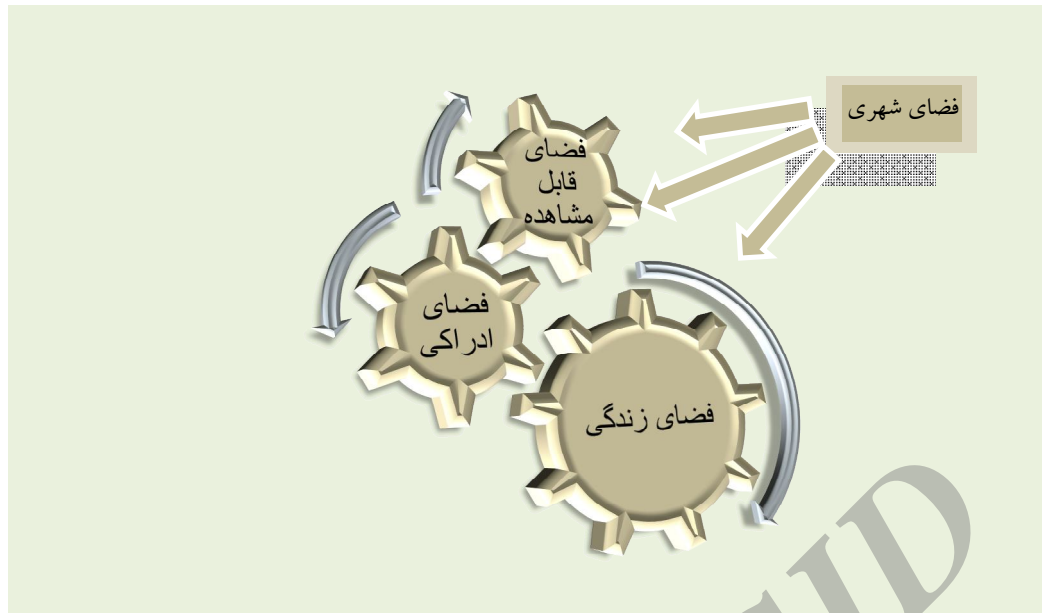 فضای شهری
فضای
قابل
مشاهده
فضای
ادراکی
فضای زندگی